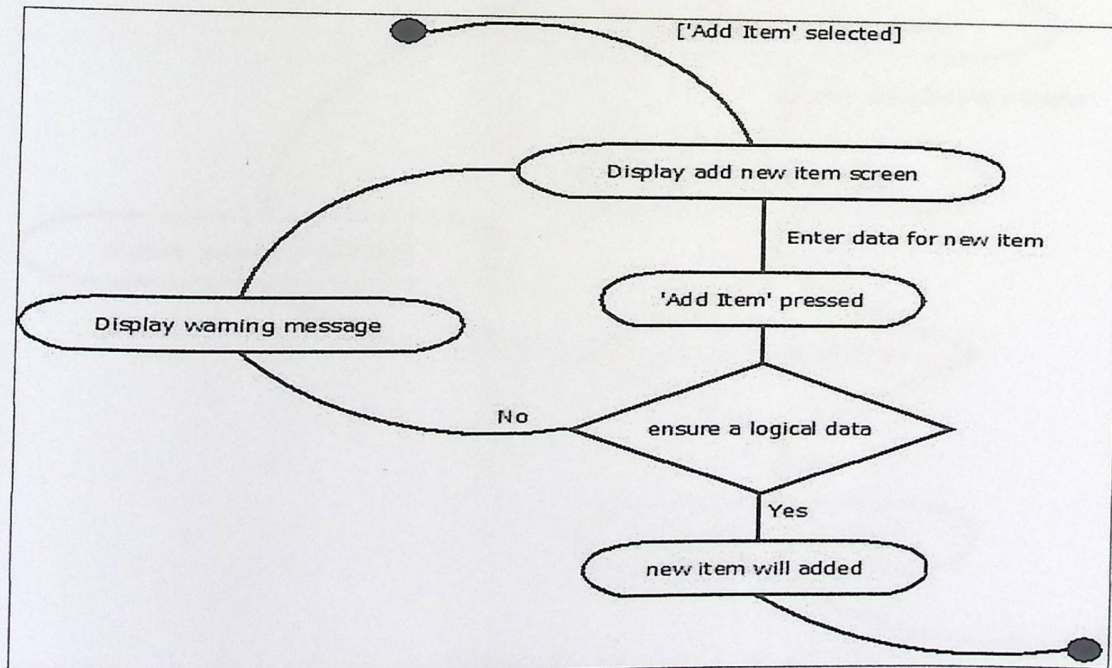 ['Add Item' selected]
Display add new item screen
Enter data for new item
'Add Item' pressed
Display warning message
No
ensure a logical data
Yes
new item will added